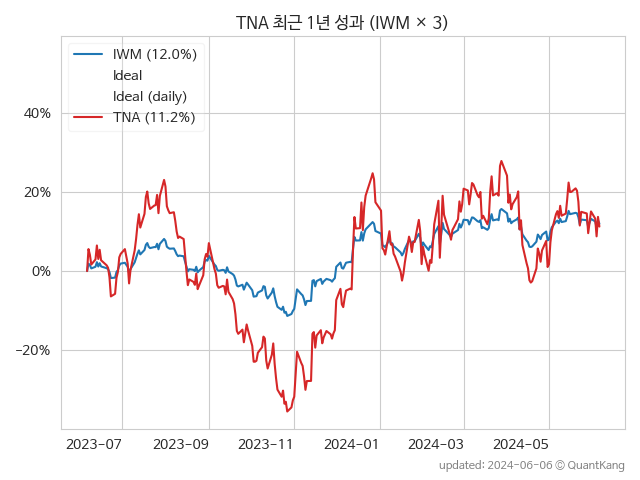 TNA 최근 1년 성과 (IWM × 3)
IWM (12.0%)
Ideal
Ideal (daily)
TNA (11.2%)
40%
20%
0%
−20%
2023-07 2023-09 2023-11 2024-01 2024-03 2024-05
updated: 2024-06-06 © QuantKang